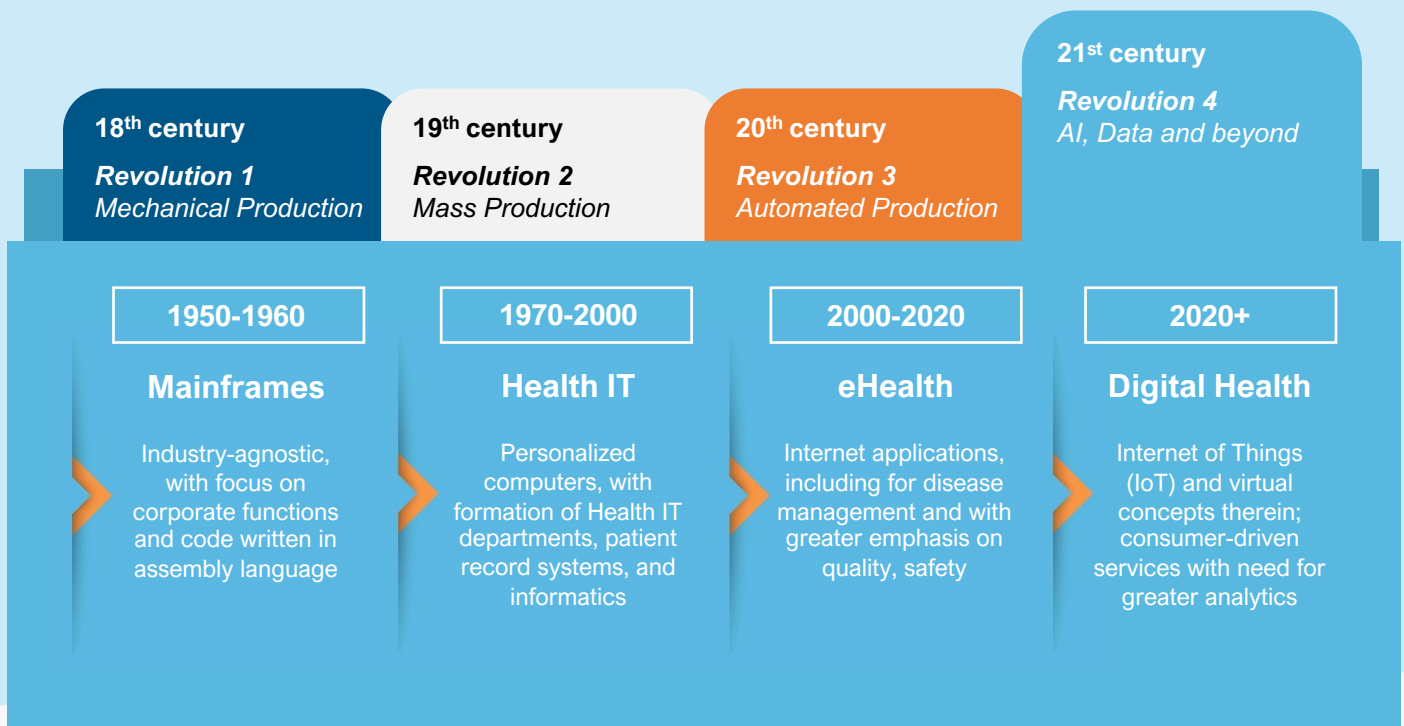 18th century
Revolution 1
Mechanical Production
19th century
Revolution 2
Mass Production
20th century
Revolution 3
Automated Production
21st century
Revolution 4
AI, Data and beyond
1950-1960
Mainframes
Industry-agnostic,
with focus on
corporate functions
and code written in
assembly language
1970-2000
Health IT
Personalized
computers, with
formation of Health IT
departments, patient
record systems, and
informatics
2000-2020
eHealth
Internet applications,
including for disease
management and with
greater emphasis on
quality, safety
2020+
Digital Health
Internet of Things
(IoT) and virtual
concepts therein;
consumer-driven
services with need for
greater analytics